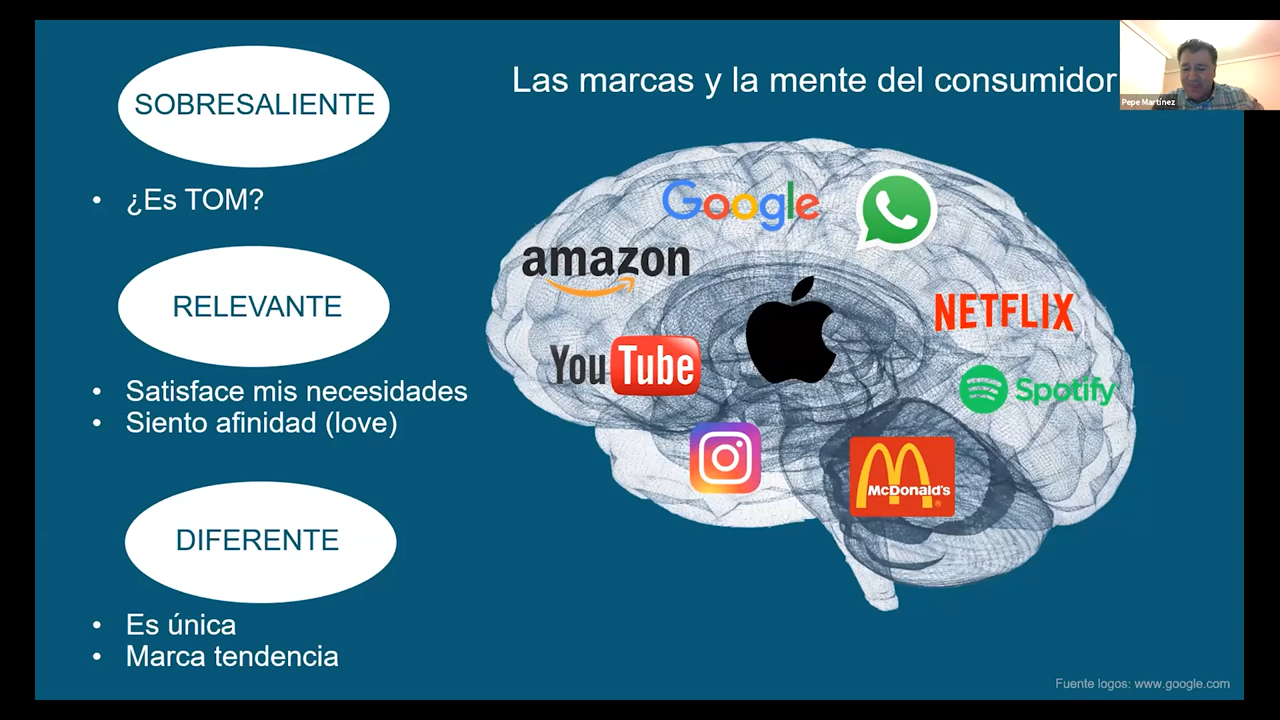 SOBRESALIENTE
• ¿Es TOM?
RELEVANTE
• Satisface mis necesidades
• Siento afinidad (love)
DIFERENTE
• Es única
• Marca tendencia
Las marcas y la mente del consumidor
Pepe Martínez
Google
amazon
NETFLIX
YouTube
Spotify
McDonald's
Fuente logos: www.google.com